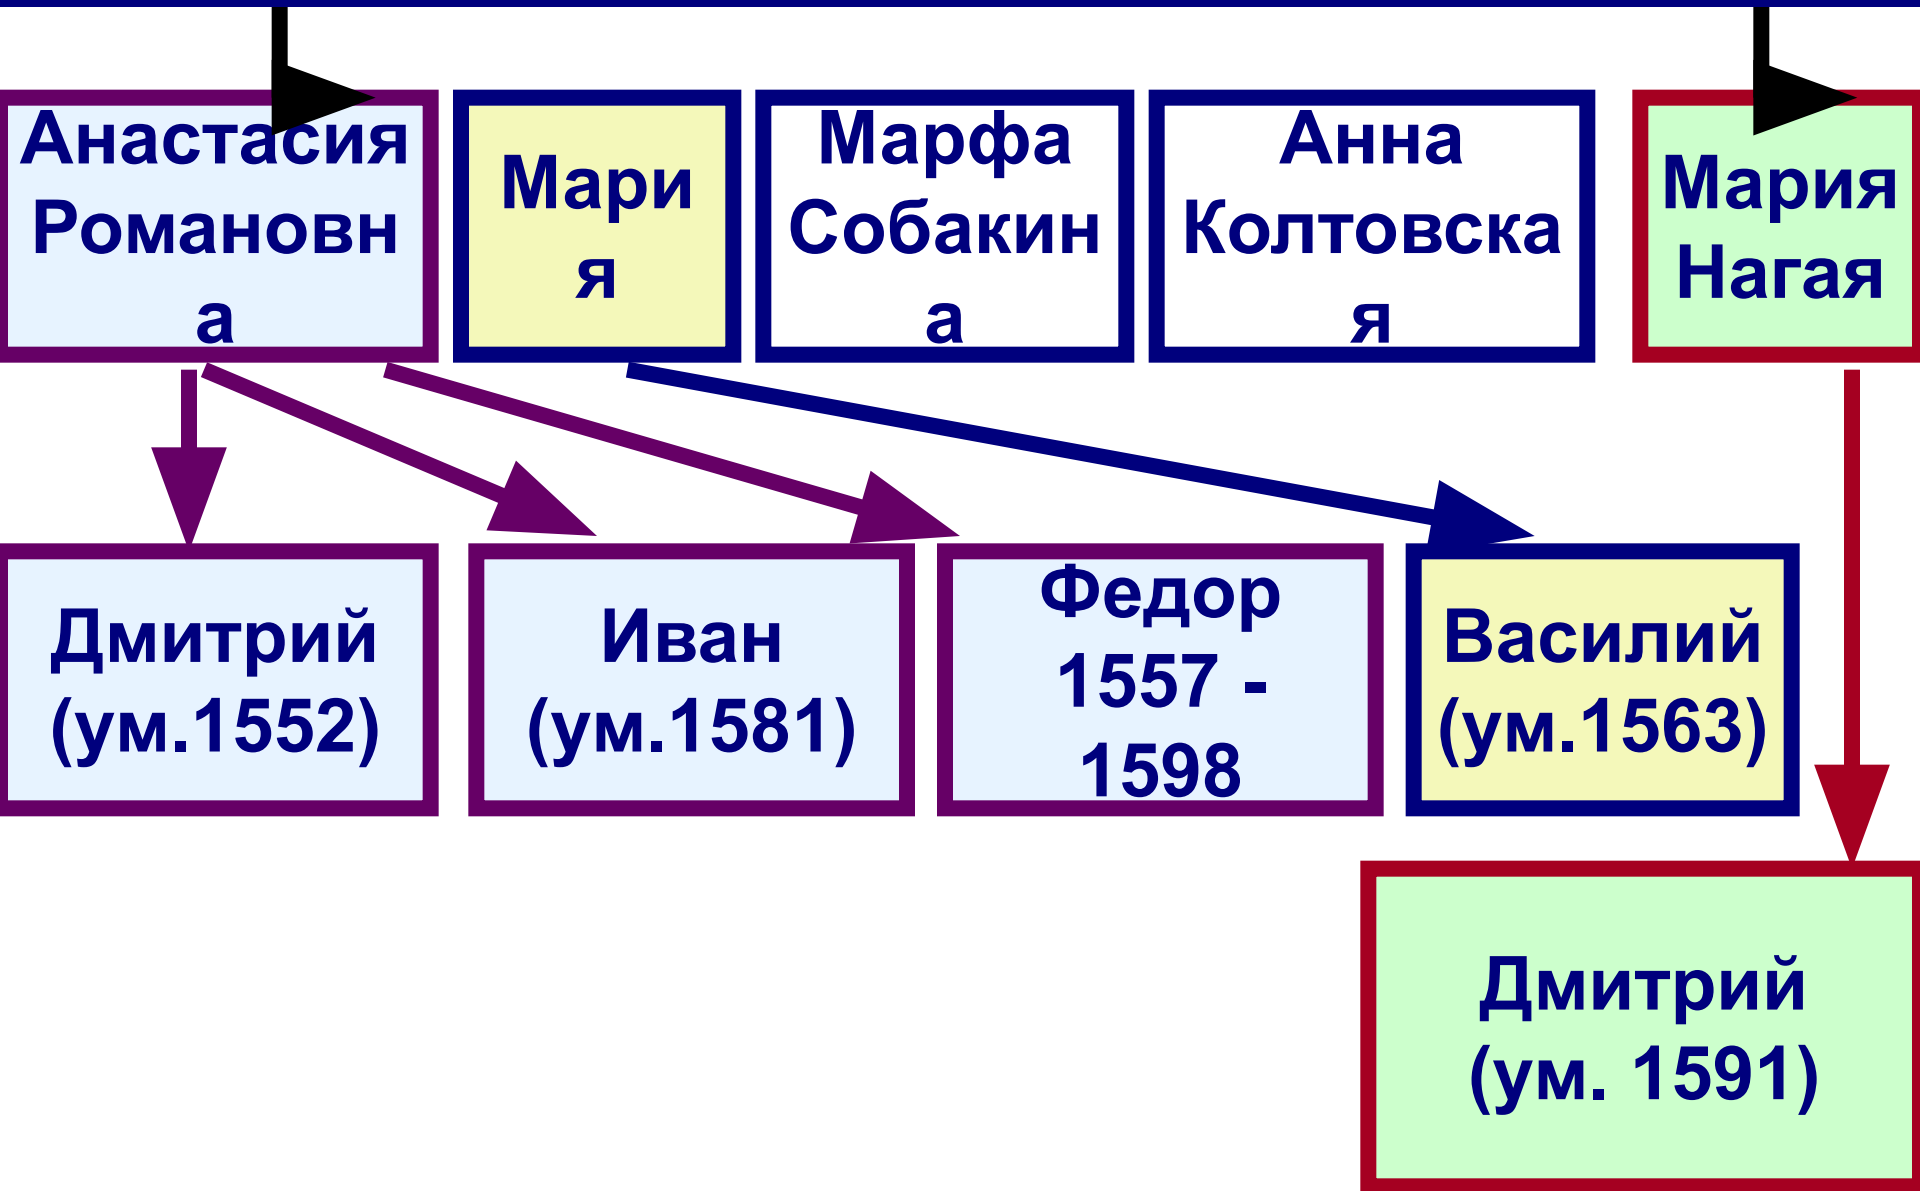 Анастасия
Романовн
а
Мари
я
Марфа
Собакин
а
Анна
Колтовска
я
Мария
Нагая
Дмитрий
(ум.1552)
Иван
(ум.1581)
Федор
1557 -
1598
Василий
(ум.1563)
Дмитрий
(ум. 1591)